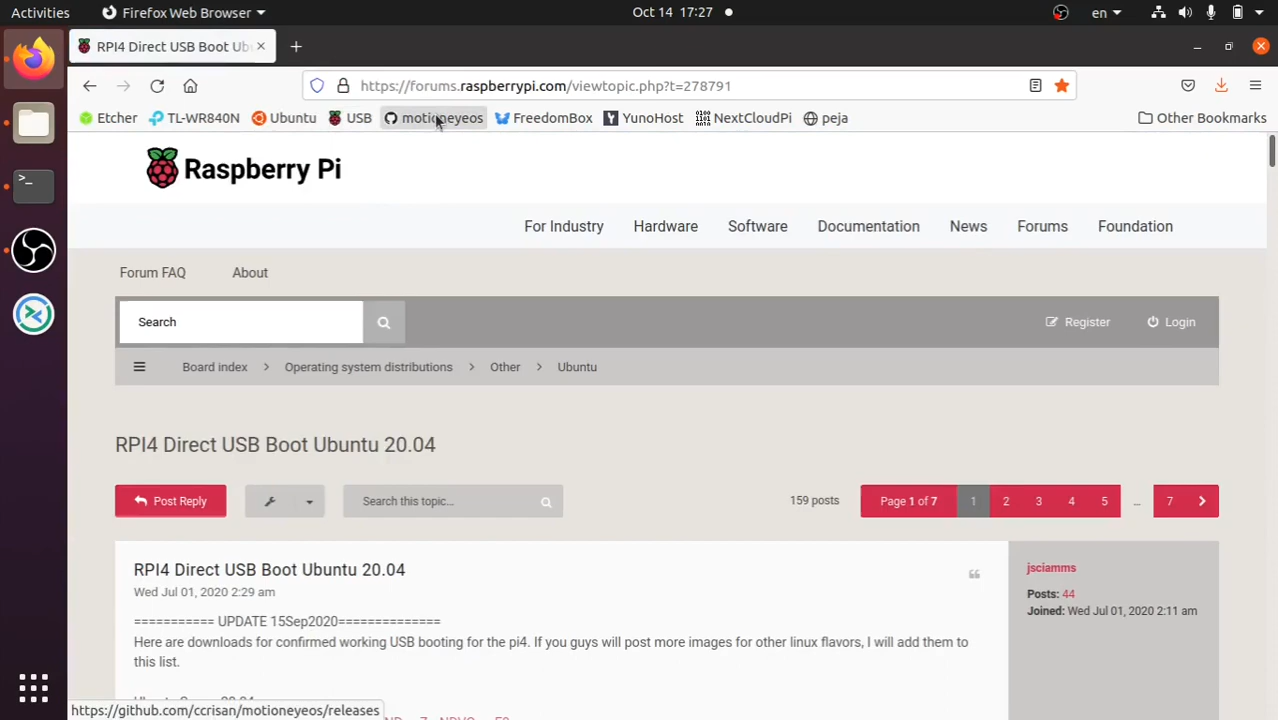 Activities Firefox Web Browser Oct 14 17:27 en
RPI4 Direct USB Boot Ub
https://forums.raspberrypi.com/viewtopic.php?t=278791
Etcher TL-WR840N Ubuntu USB motioneyeos FreedomBox YunoHost NextCloudPi peja Other Bookmarks
Raspberry Pi
For Industry Hardware Software Documentation News Forums Foundation
Forum FAQ About
Search Register Login
Board index > Operating system distributions > Other > Ubuntu
RPI4 Direct USB Boot Ubuntu 20.04
Post Reply Search this topic... 159 posts Page 1 of 7 1 2 3 4 5 ... 7
RPI4 Direct USB Boot Ubuntu 20.04 jsciamms
Wed Jul 01, 2020 2:29 am Posts: 44
Joined: Wed Jul 01, 2020 2:11 am
=========== UPDATE 15Sep2020==============
Here are downloads for confirmed working USB booting for the pi4. If you guys will post more images for other linux flavors, I will add them to
this list.
https://github.com/ccrisan/motioneyeos/releases